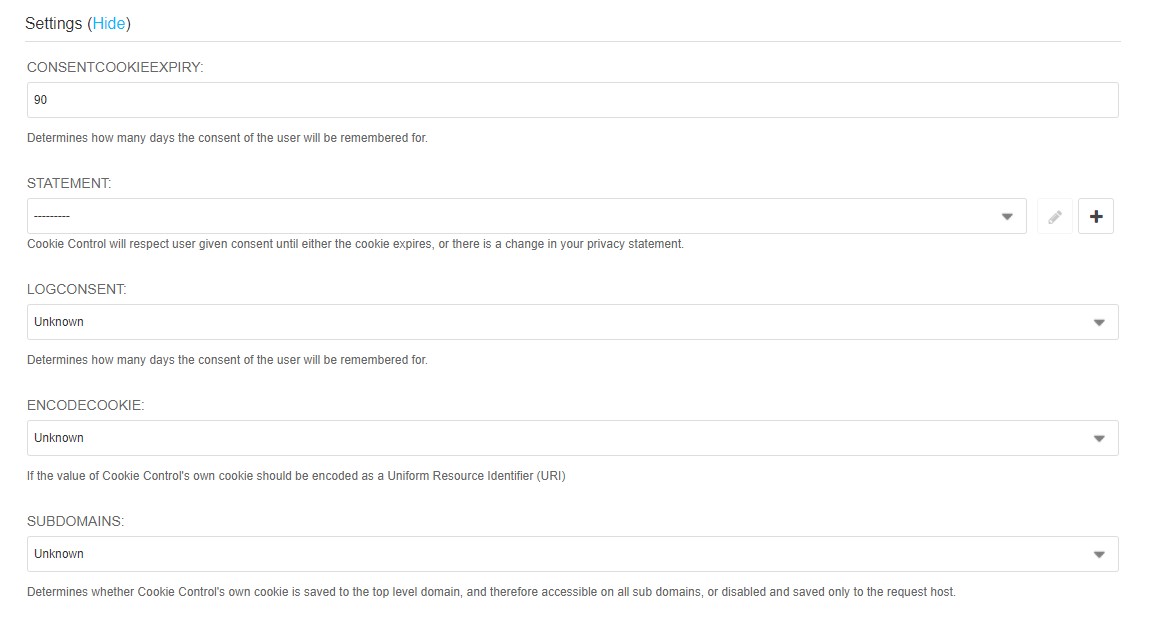 Settings (Hide)
CONSENTCOOKIEEXPIRY:
90
Determines how many days the consent of the user will be remembered for.
STATEMENT:
---------
Cookie Control will respect user given consent until either the cookie expires, or there is a change in your privacy statement.
LOGCONSENT:
Unknown
Determines how many days the consent of the user will be remembered for.
ENCODECOOKIE:
Unknown
If the value of Cookie Control's own cookie should be encoded as a Uniform Resource Identifier (URI)
SUBDOMAINS:
Unknown
Determines whether Cookie Control's own cookie is saved to the top level domain, and therefore accessible on all sub domains, or disabled and saved only to the request host.